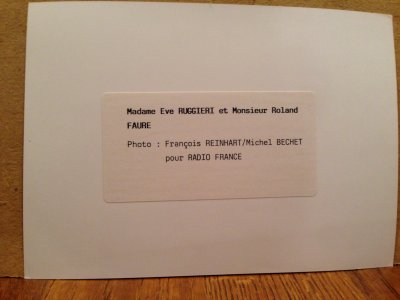 Madame Eve RUGGIERI et Monsieur Roland
FAURE
Photo : François REINHART/Michel BECHET
pour RADIO FRANCE